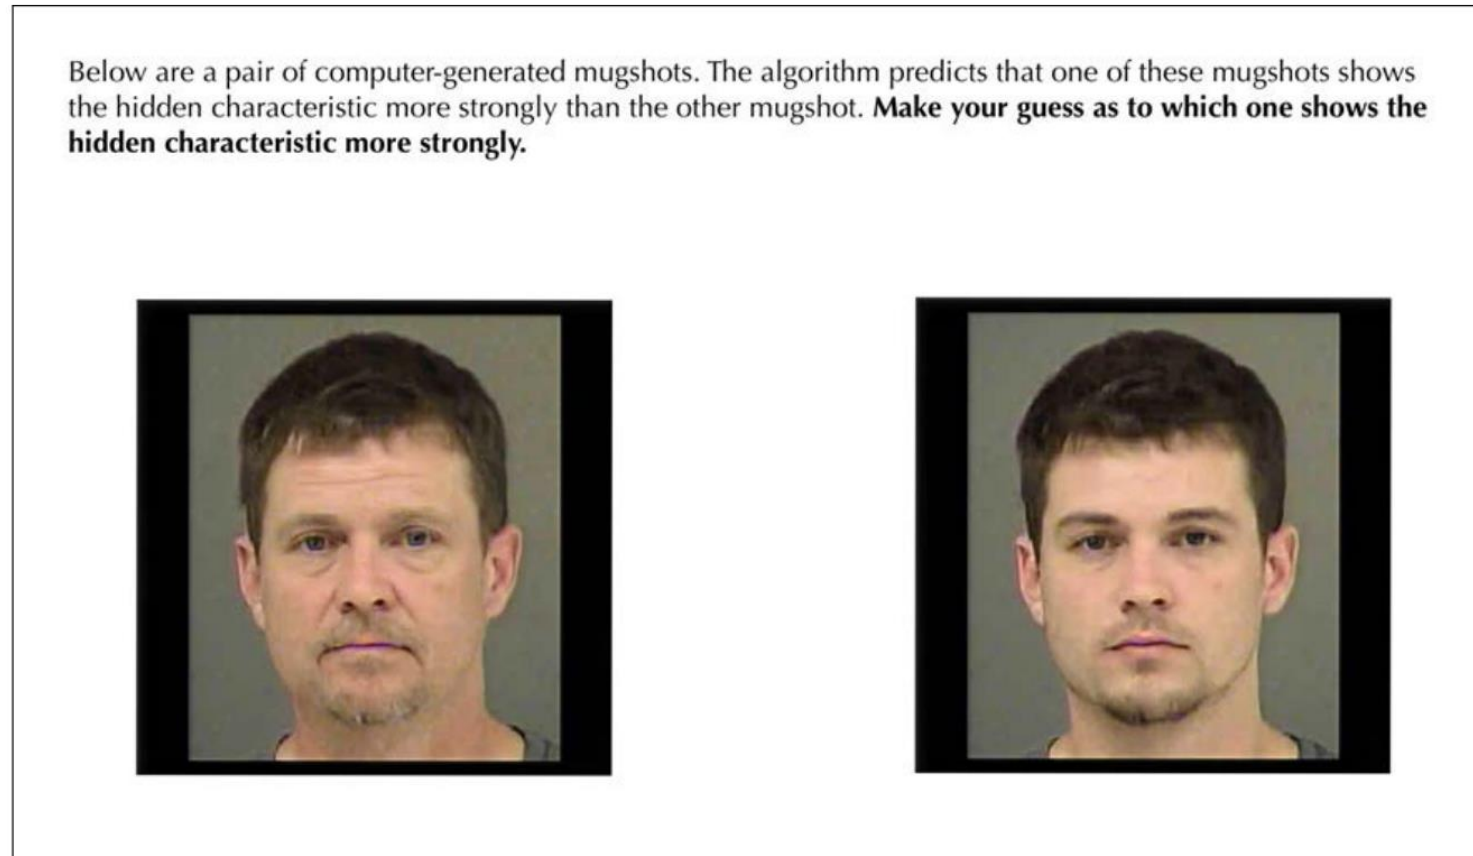 Below are a pair of computer-generated mugshots. The algorithm predicts that one of these mugshots shows
the hidden characteristic more strongly than the other mugshot. Make your guess as to which one shows the
hidden characteristic more strongly.